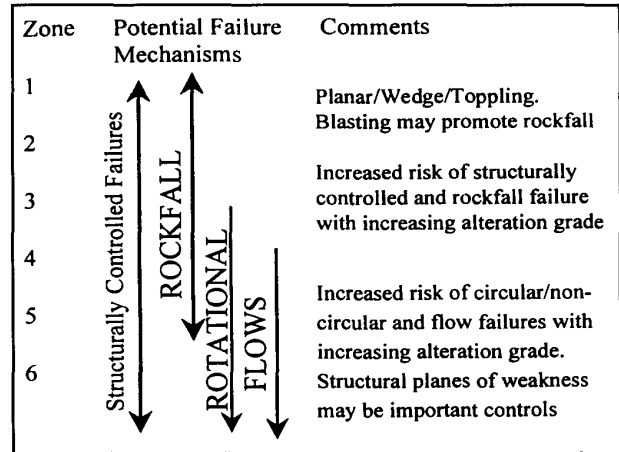 Zone Potential Failure Comments
Mechanisms
1
Planar/Wedge/Toppling.
Blasting may promote rockfall
2
Increased risk of structurally
3
controlled and rockfall failure
with increasing alteration grade
4
Increased risk of circular/non-
5
circular and flow failures with
increasing alteration grade.
6
Structural planes of weakness
may be important controls
Structurally Controlled Failures
ROCKFALL
ROTATIONAL
FLOWS